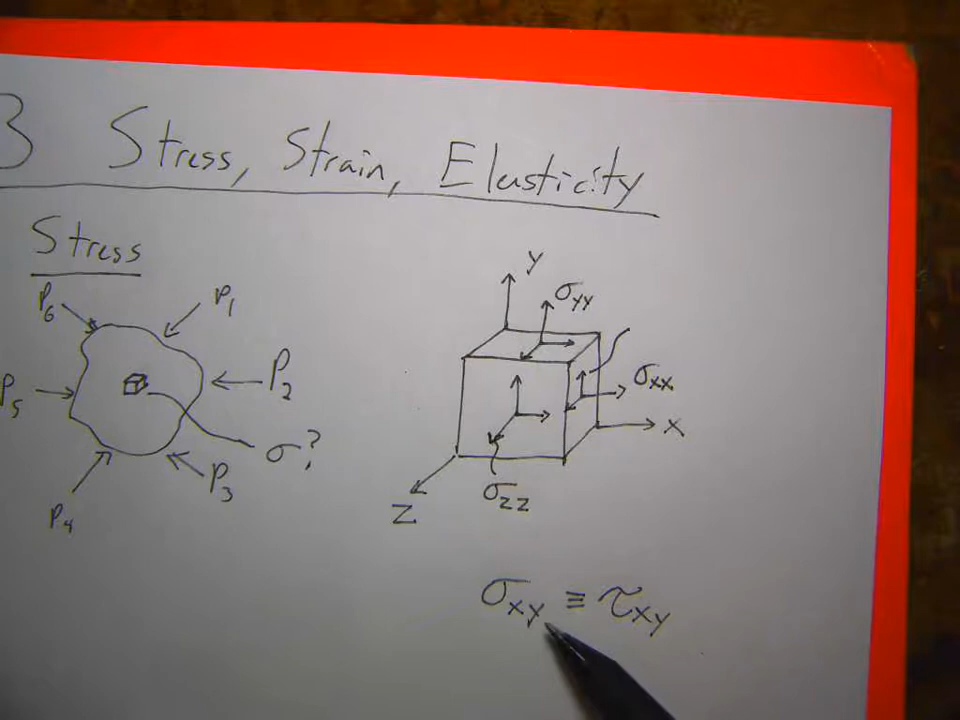 3 Stress, Strain, Elasticity
Stress
P6
P1
P2
P5
P3
P4
σ?
Y
σyy
σxx
X
σzz
Z
σxy ≡ τxy